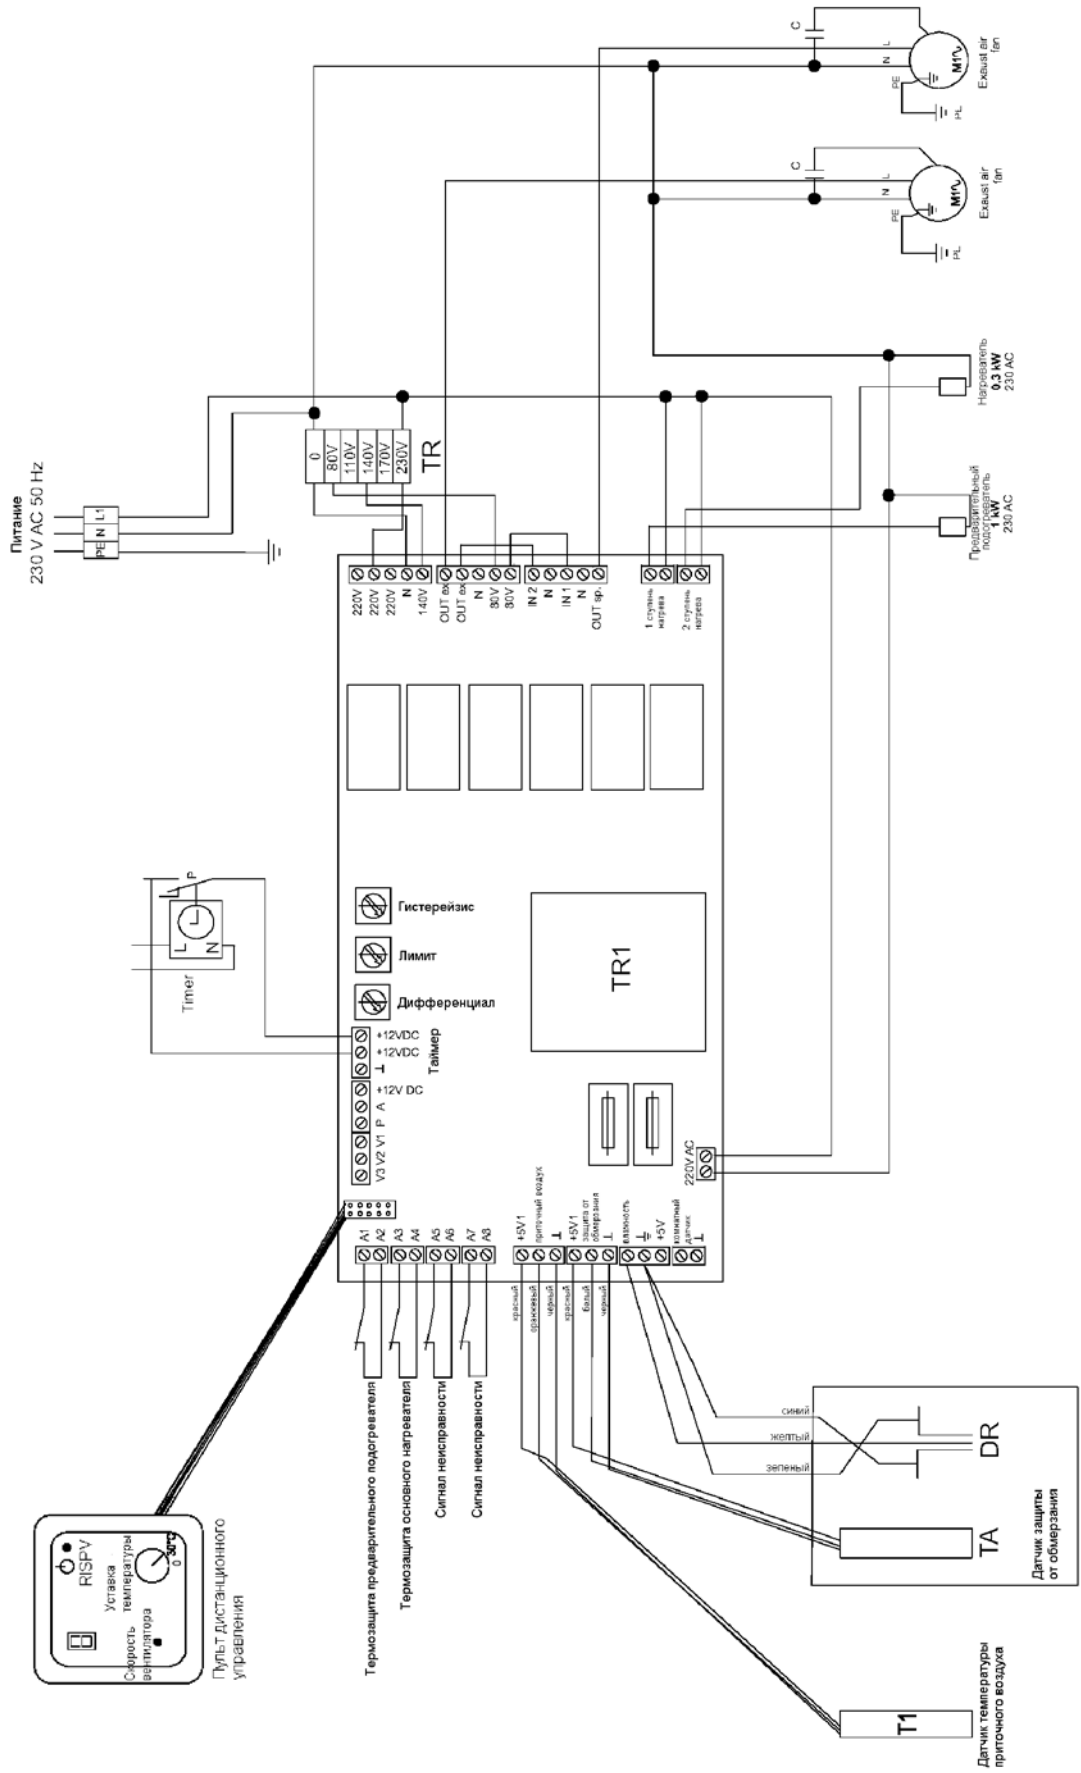 Питание
230 V AC 50 Hz
PE N L1
0
80V
110V
140V
170V
230V
TR
C
L
N
PE
PL
M1
Exaust air
fan
C
L
N
PE
PL
M1
Exaust air
fan
Нагреватель
0,3 kW
230 AC
Предварительный
подогреватель
1 kW
230 AC
220V
220V
220V
N
140V
OUT ex
OUT ex
N
80V
80V
IN 2
N
IN 1
N
OUT sp.
1 ступень
нагрева
2 ступень
нагрева
Timer
L
N
P
Гистерейзис
Лимит
Дифференциал
TR1
+12VDC
+12VDC
⊥
Таймер
+12V DC
A
P
V1
V2
V3
220V AC
A1
A2
A3
A4
A5
A6
A7
A8
+5V1
приточный воздух
⊥
+5V1
защита от
обмерзания
⊥
влажность
+5V
комнатный
датчик
⊥
красный
оранжевый
черный
красный
белый
черный
Термозащита предварительного подогревателя
Термозащита основного нагревателя
Сигнал неисправности
Сигнал неисправности
синий
желтый
зеленый
DR
TA
Датчик защиты
от обмерзания
T1
Датчик температуры
приточного воздуха
RISPV
Уставка
температуры
0 30°C
Скорость
вентилятора
Пульт дистанционного
управления